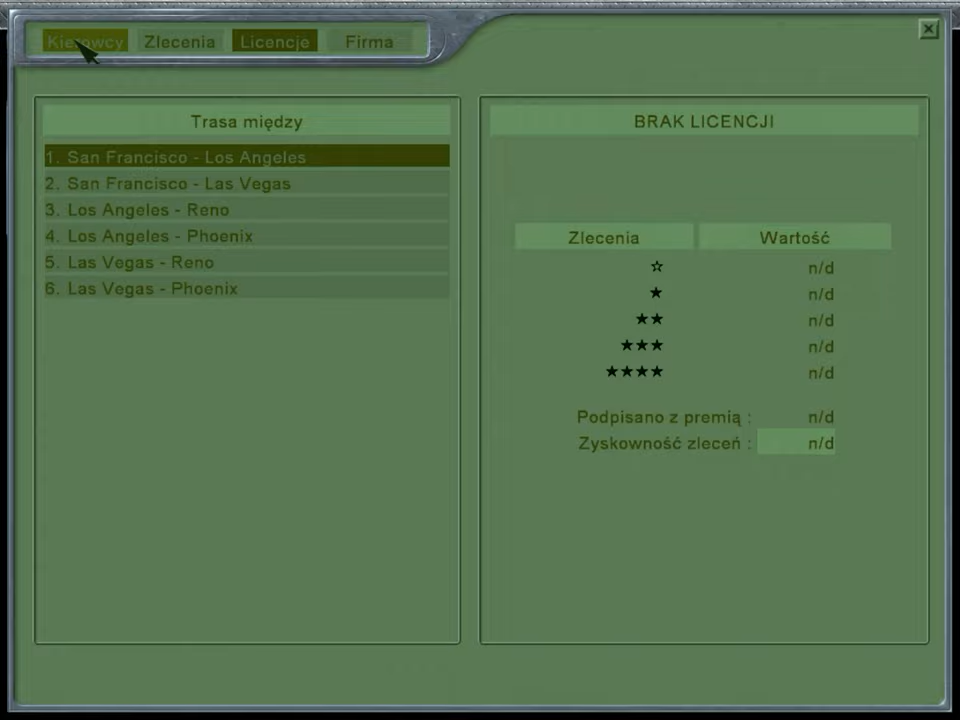 Kierowcy Zlecenia Licencje Firma
Trasa między
1. San Francisco - Los Angeles
2. San Francisco - Las Vegas
3. Los Angeles - Reno
4. Los Angeles - Phoenix
5. Las Vegas - Reno
6. Las Vegas - Phoenix
BRAK LICENCJI
Zlecenia Wartość
☆ n/d
★ n/d
★★ n/d
★★★ n/d
★★★★ n/d
Podpisano z premią : n/d
Zyskowność zleceń : n/d